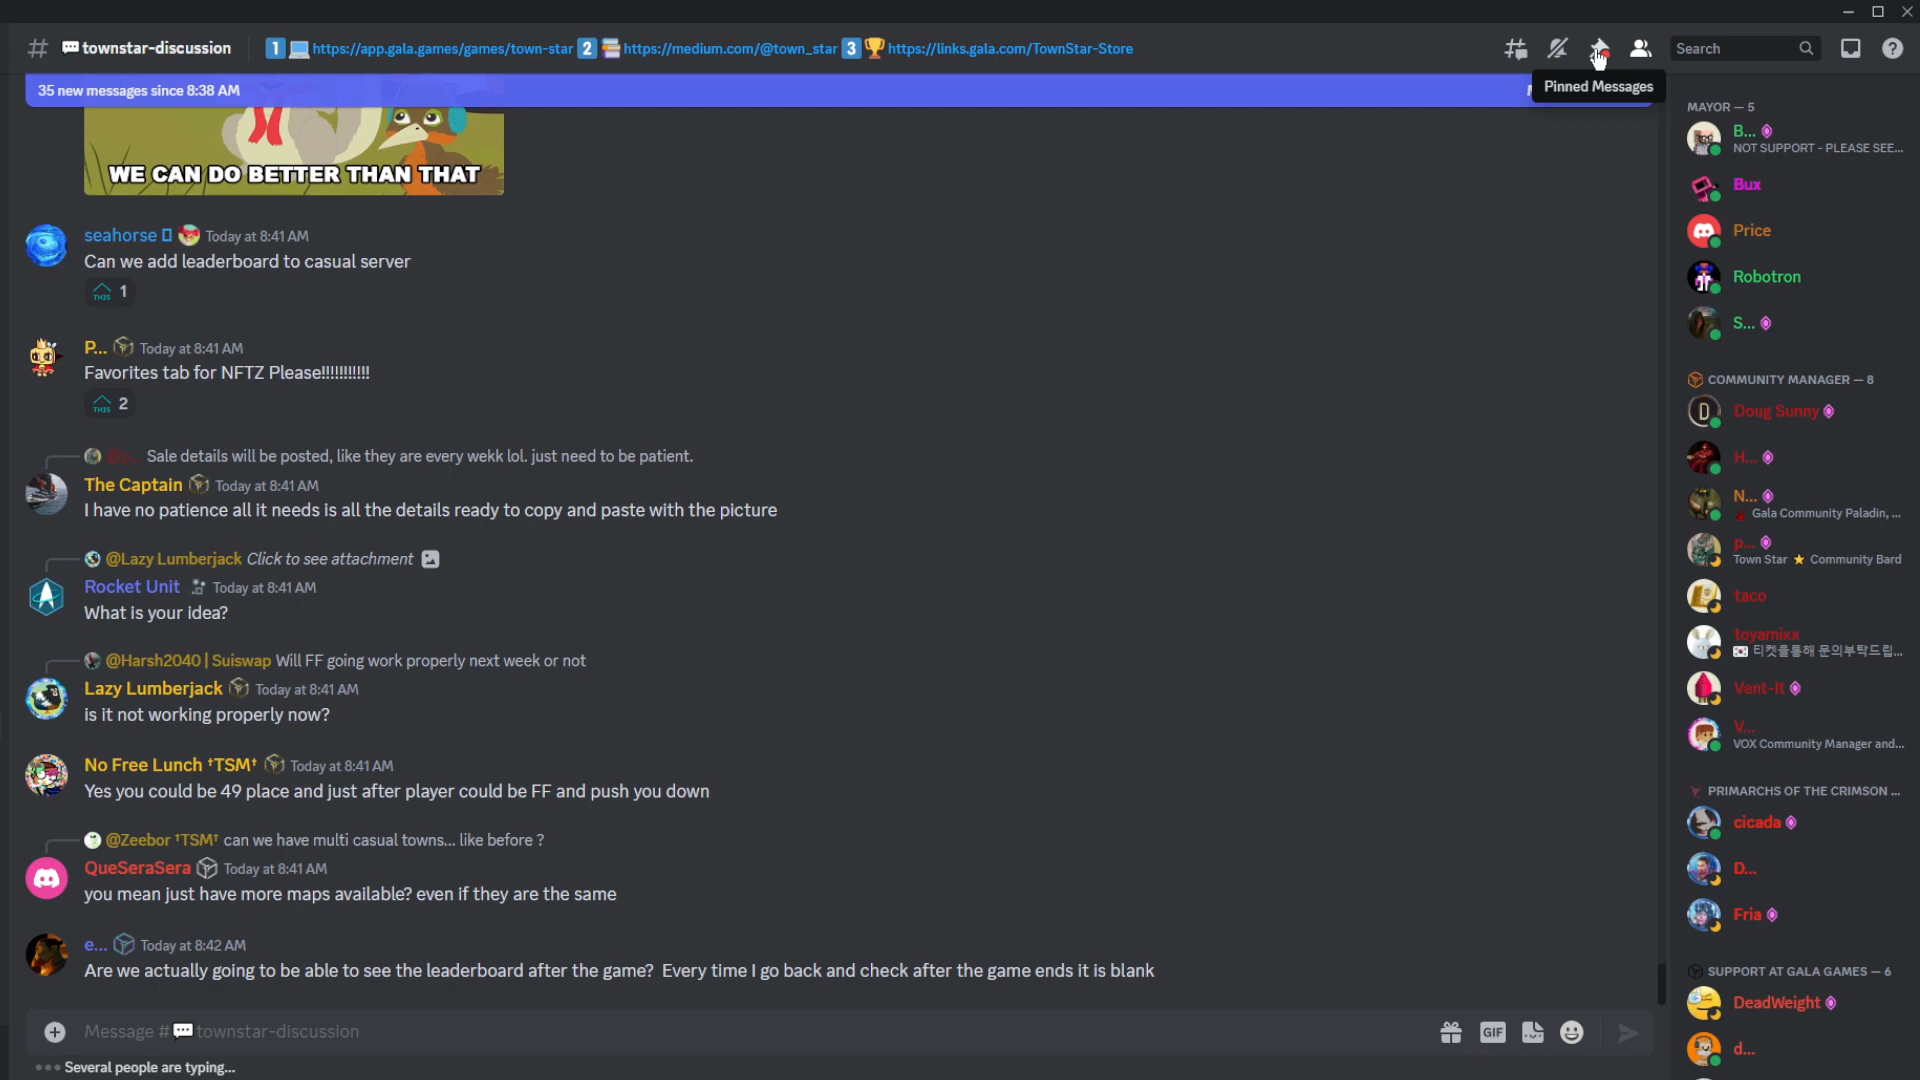 townstar-discussion
1 https://app.gala.games/games/town-star 2 https://medium.com/@town_star 3 https://links.gala.com/TownStar-Store
Search
Pinned Messages
35 new messages since 8:38 AM
WE CAN DO BETTER THAN THAT
seahorse Today at 8:41 AM
Can we add leaderboard to casual server
THIS 1
P... Today at 8:41 AM
Favorites tab for NFTZ Please!!!!!!!!!!!
THIS 2
@p... Sale details will be posted, like they are every wekk lol. just need to be patient.
The Captain Today at 8:41 AM
I have no patience all it needs is all the details ready to copy and paste with the picture
@Lazy Lumberjack Click to see attachment
Rocket Unit Today at 8:41 AM
What is your idea?
@Harsh2040 | Suiswap Will FF going work properly next week or not
Lazy Lumberjack Today at 8:41 AM
is it not working properly now?
No Free Lunch †TSM† Today at 8:41 AM
Yes you could be 49 place and just after player could be FF and push you down
@Zeebor †TSM† can we have multi casual towns... like before ?
QueSeraSera Today at 8:41 AM
you mean just have more maps available? even if they are the same
e... Today at 8:42 AM
Are we actually going to be able to see the leaderboard after the game? Every time I go back and check after the game ends it is blank
Message # townstar-discussion
GIF
Several people are typing...
MAYOR — 5
B...
NOT SUPPORT - PLEASE SEE...
Bux
Price
Robotron
S...
COMMUNITY MANAGER — 8
Doug Sunny
H...
N...
Gala Community Paladin, ...
p...
Town Star ⭐ Community Bard
taco
toyamikя
🇰🇷 티켓을통해 문의부탁드립...
Vent-It
V...
VOX Community Manager and...
PRIMARCHS OF THE CRIMSON ...
cicada
D...
Fria
SUPPORT AT GALA GAMES — 6
DeadWeight
d...